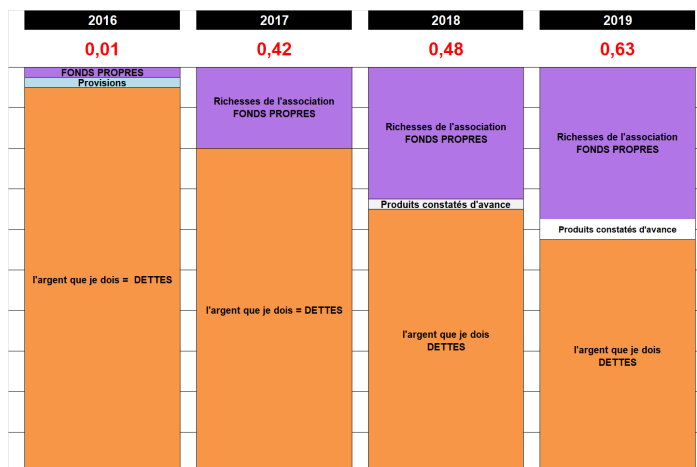 2016
2017
2018
2019
0,01
0,42
0,48
0,63
FONDS PROPRES
Provisions
l'argent que je dois = DETTES
Richesses de l'association
FONDS PROPRES
l'argent que je dois = DETTES
Richesses de l'association
FONDS PROPRES
Produits constatés d'avance
l'argent que je dois
DETTES
Richesses de l'association
FONDS PROPRES
Produits constatés d'avance
l'argent que je dois
DETTES